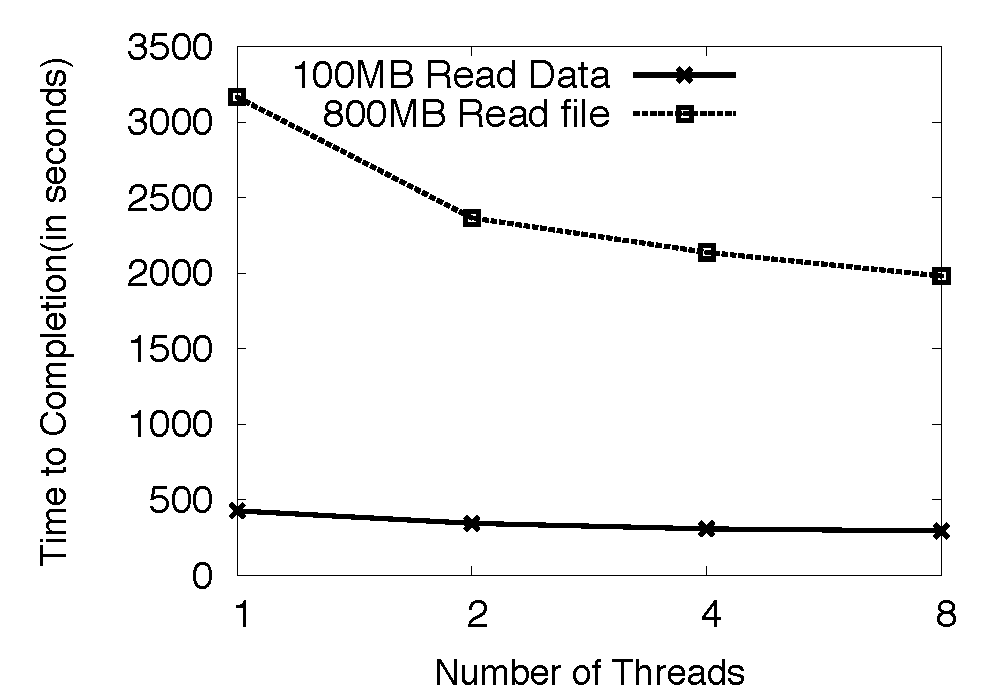 3500
3000
2500
2000
1500
1000
500
0
1 2 4 8
Time to Completion(in seconds)
Number of Threads
100MB Read Data
800MB Read file